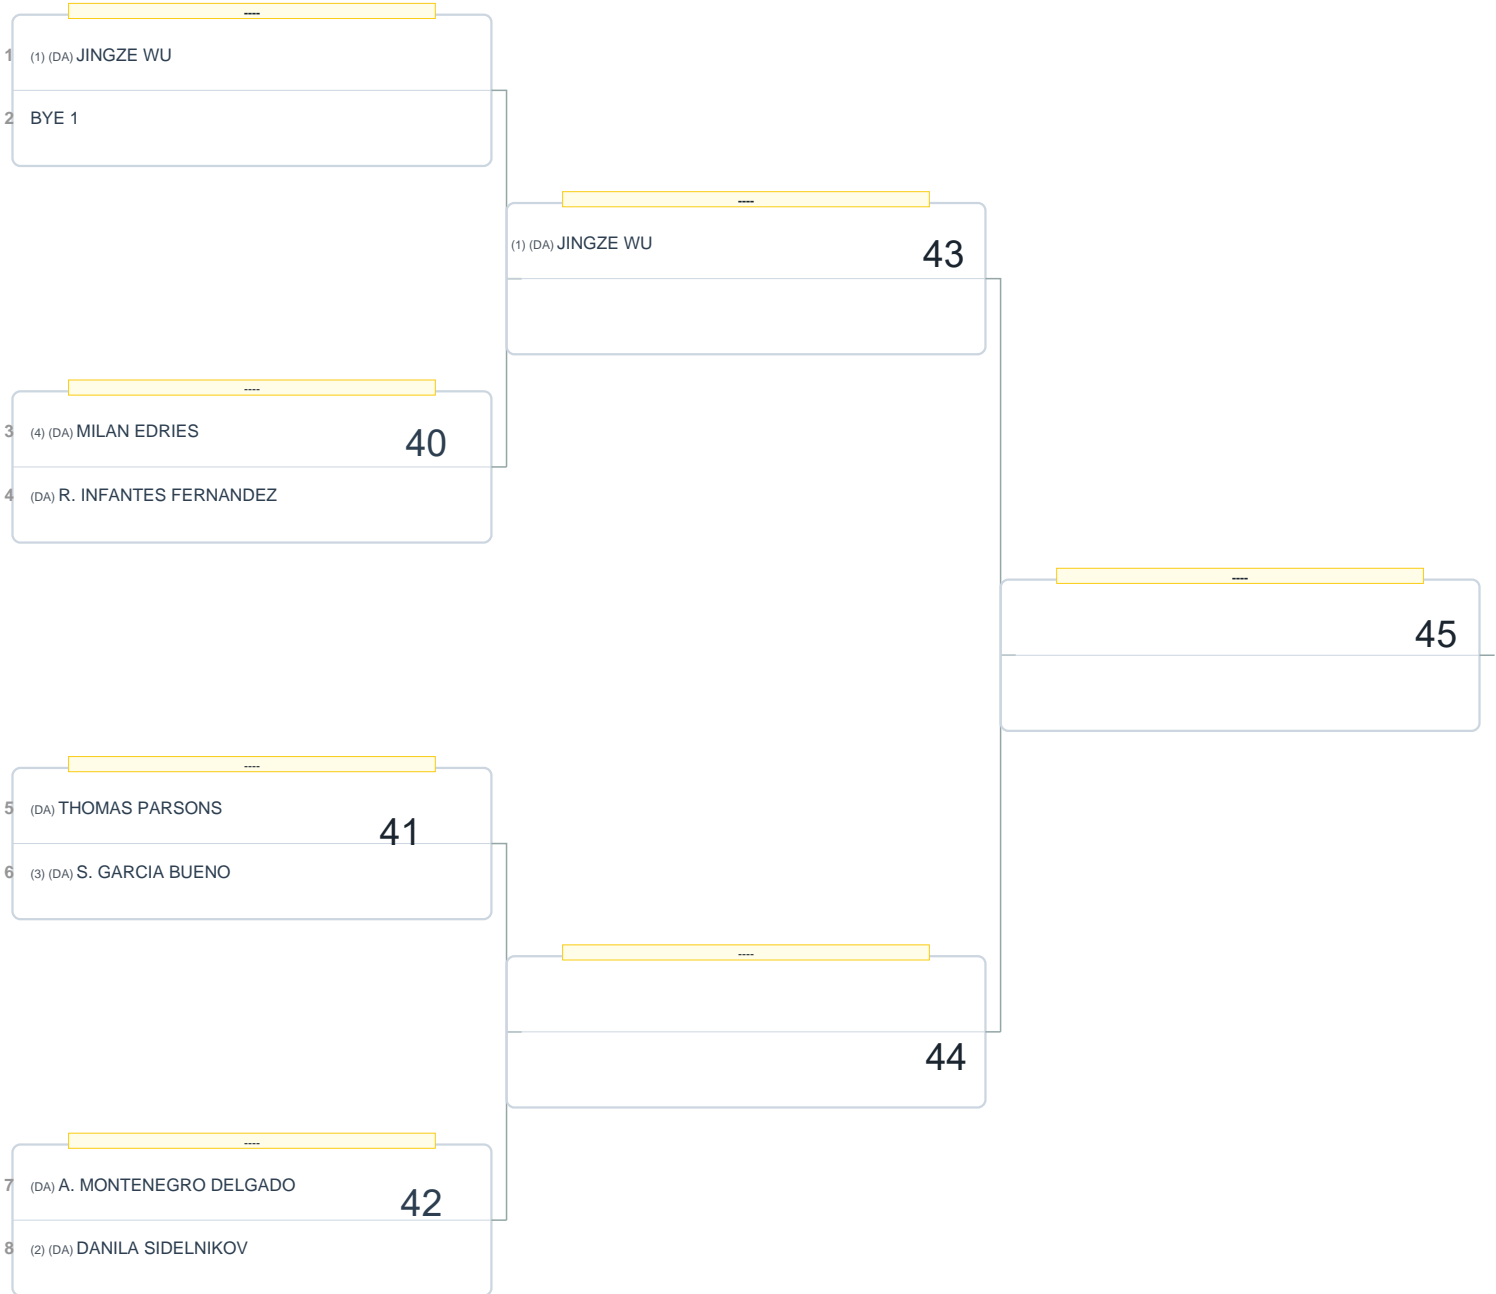 ----
1 (1) (DA) JINGZE WU
2 BYE 1
----
(1) (DA) JINGZE WU
43
----
3 (4) (DA) MILAN EDRIES
40
4 (DA) R. INFANTES FERNANDEZ
----
45
----
5 (DA) THOMAS PARSONS
41
6 (3) (DA) S. GARCIA BUENO
----
44
----
7 (DA) A. MONTENEGRO DELGADO
42
8 (2) (DA) DANILA SIDELNIKOV